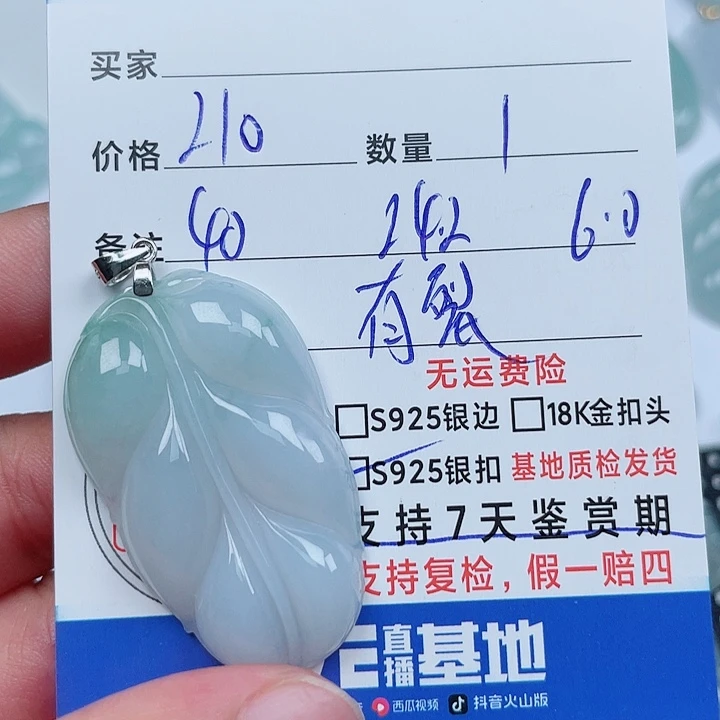 买家
价格 210 数量 1
备注 40 24.2 6.0
有裂
无运费险
S925银边 18K金扣头
S925银扣 基地质检发货
支持7天鉴赏期
支持复检，假一赔四
直播基地
西瓜视频 抖音火山版